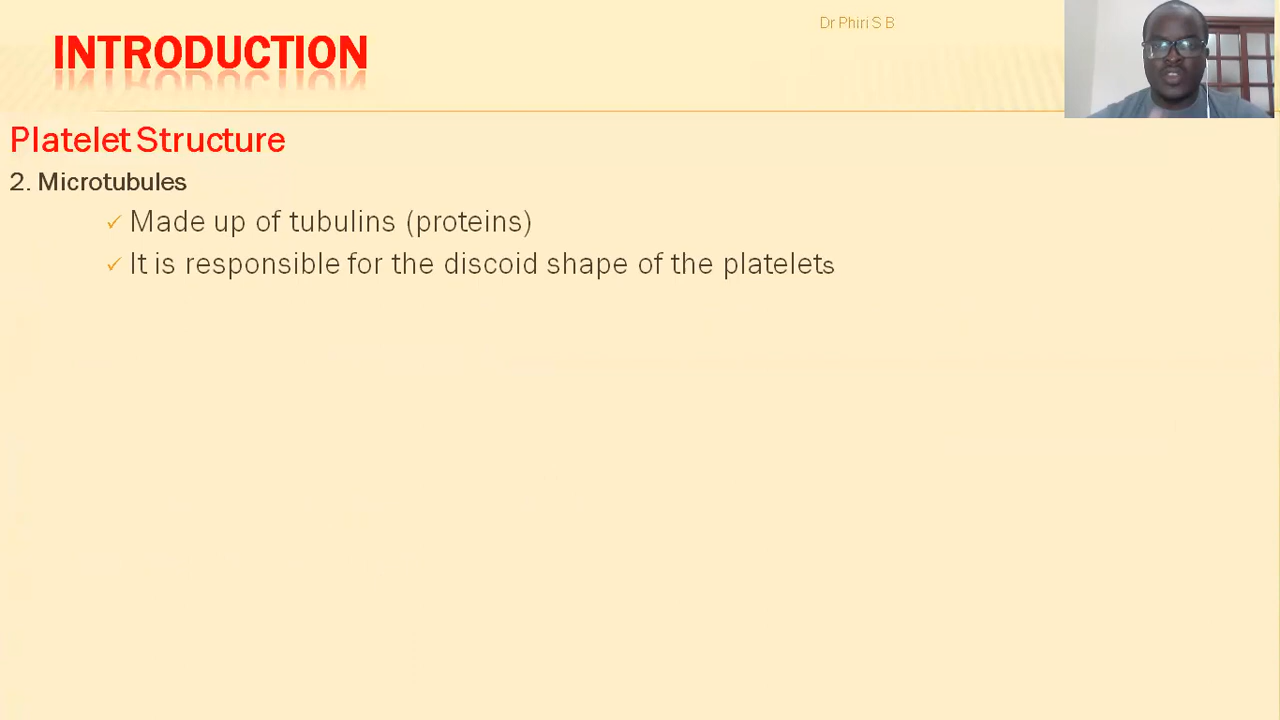 Dr Phiri S B
INTRODUCTION
Platelet Structure
2. Microtubules
✓ Made up of tubulins (proteins)
✓ It is responsible for the discoid shape of the platelets